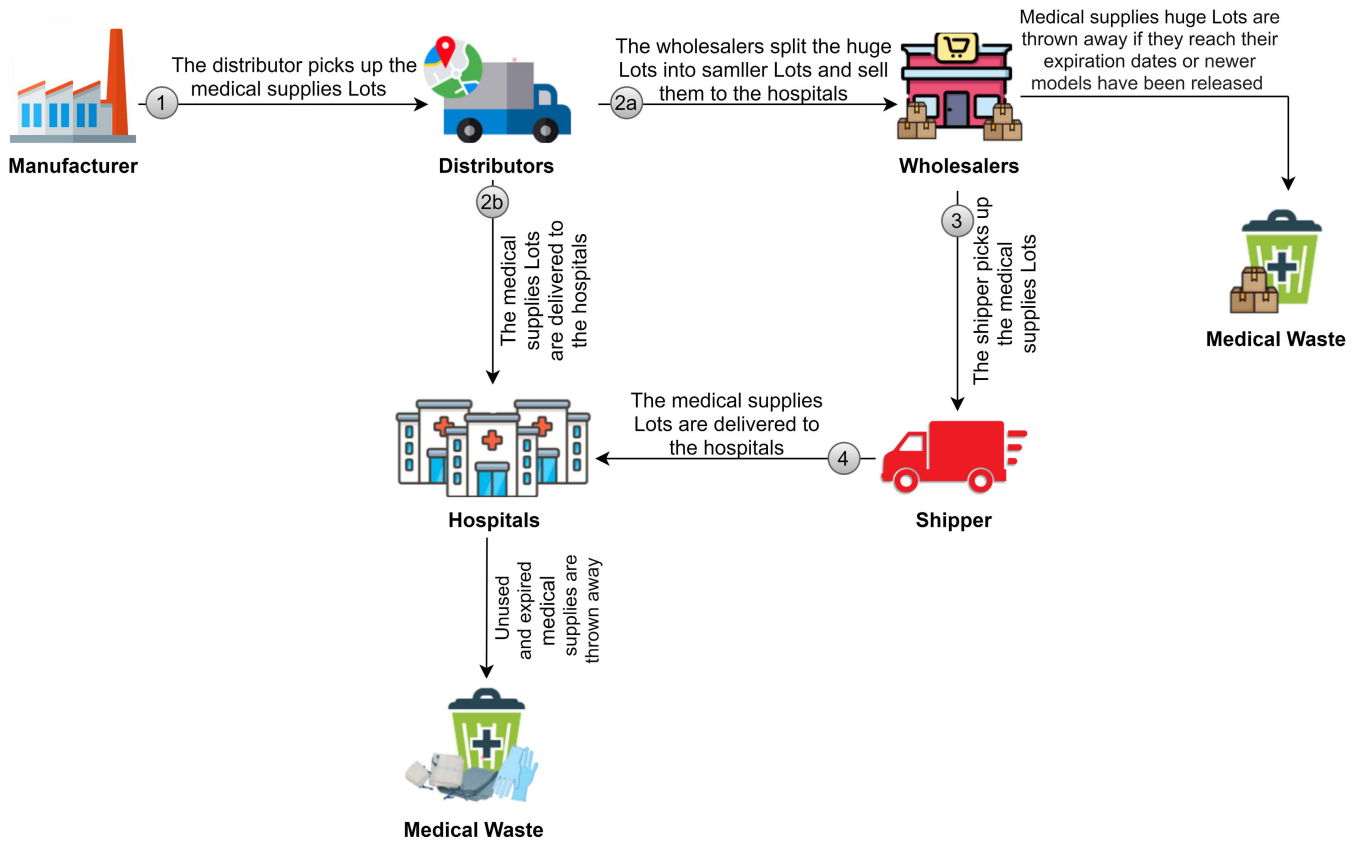 The distributor picks up the
medical supplies Lots
1
Manufacturer
Distributors
The wholesalers split the huge
Lots into samller Lots and sell
them to the hospitals
2a
Wholesalers
Medical supplies huge Lots are
thrown away if they reach their
expiration dates or newer
models have been released
Medical Waste
2b
The medical
supplies Lots
are delivered to
the hospitals
3
The shipper picks up
the medical
supplies Lots
Hospitals
The medical supplies
Lots are delivered to
the hospitals
4
Shipper
Unused
and expired
medical
supplies are
thrown away
Medical Waste